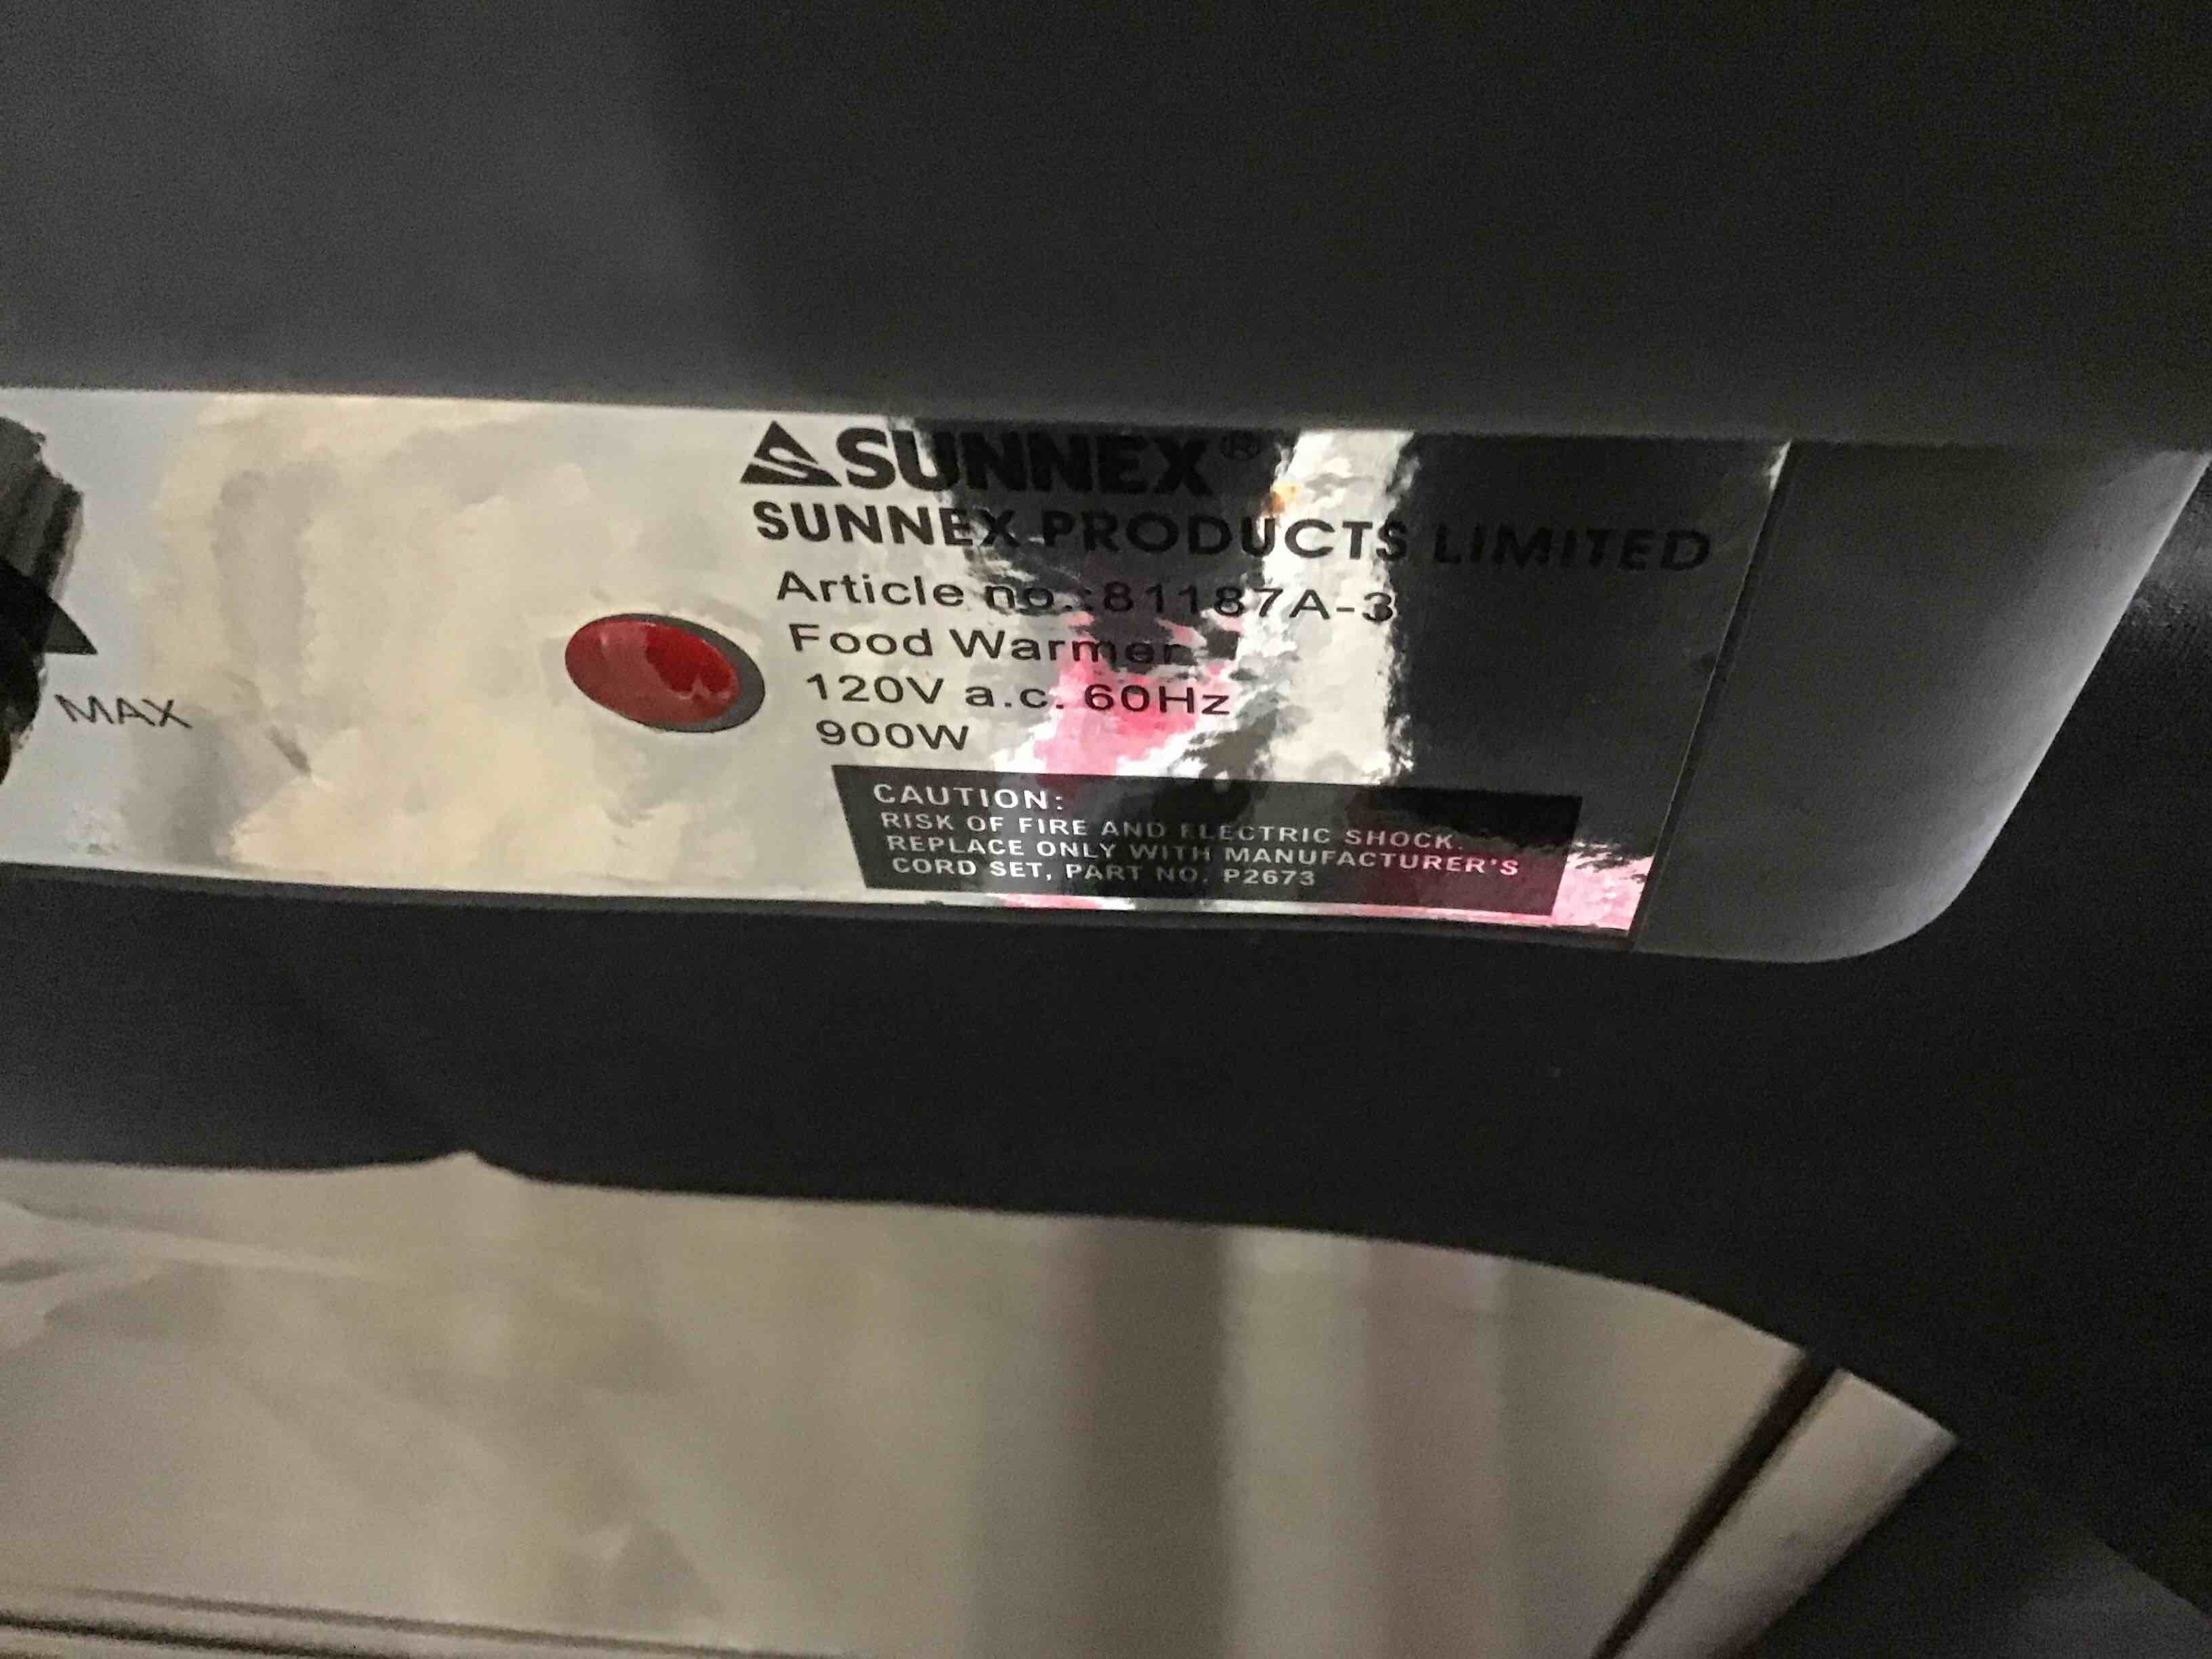 SUNNEX®
SUNNEX PRODUCTS LIMITED
Article no.:81187A-3
Food Warmer
120V a.c. 60Hz
900W
MAX
CAUTION:
RISK OF FIRE AND ELECTRIC SHOCK.
REPLACE ONLY WITH MANUFACTURER'S
CORD SET, PART NO. P2673